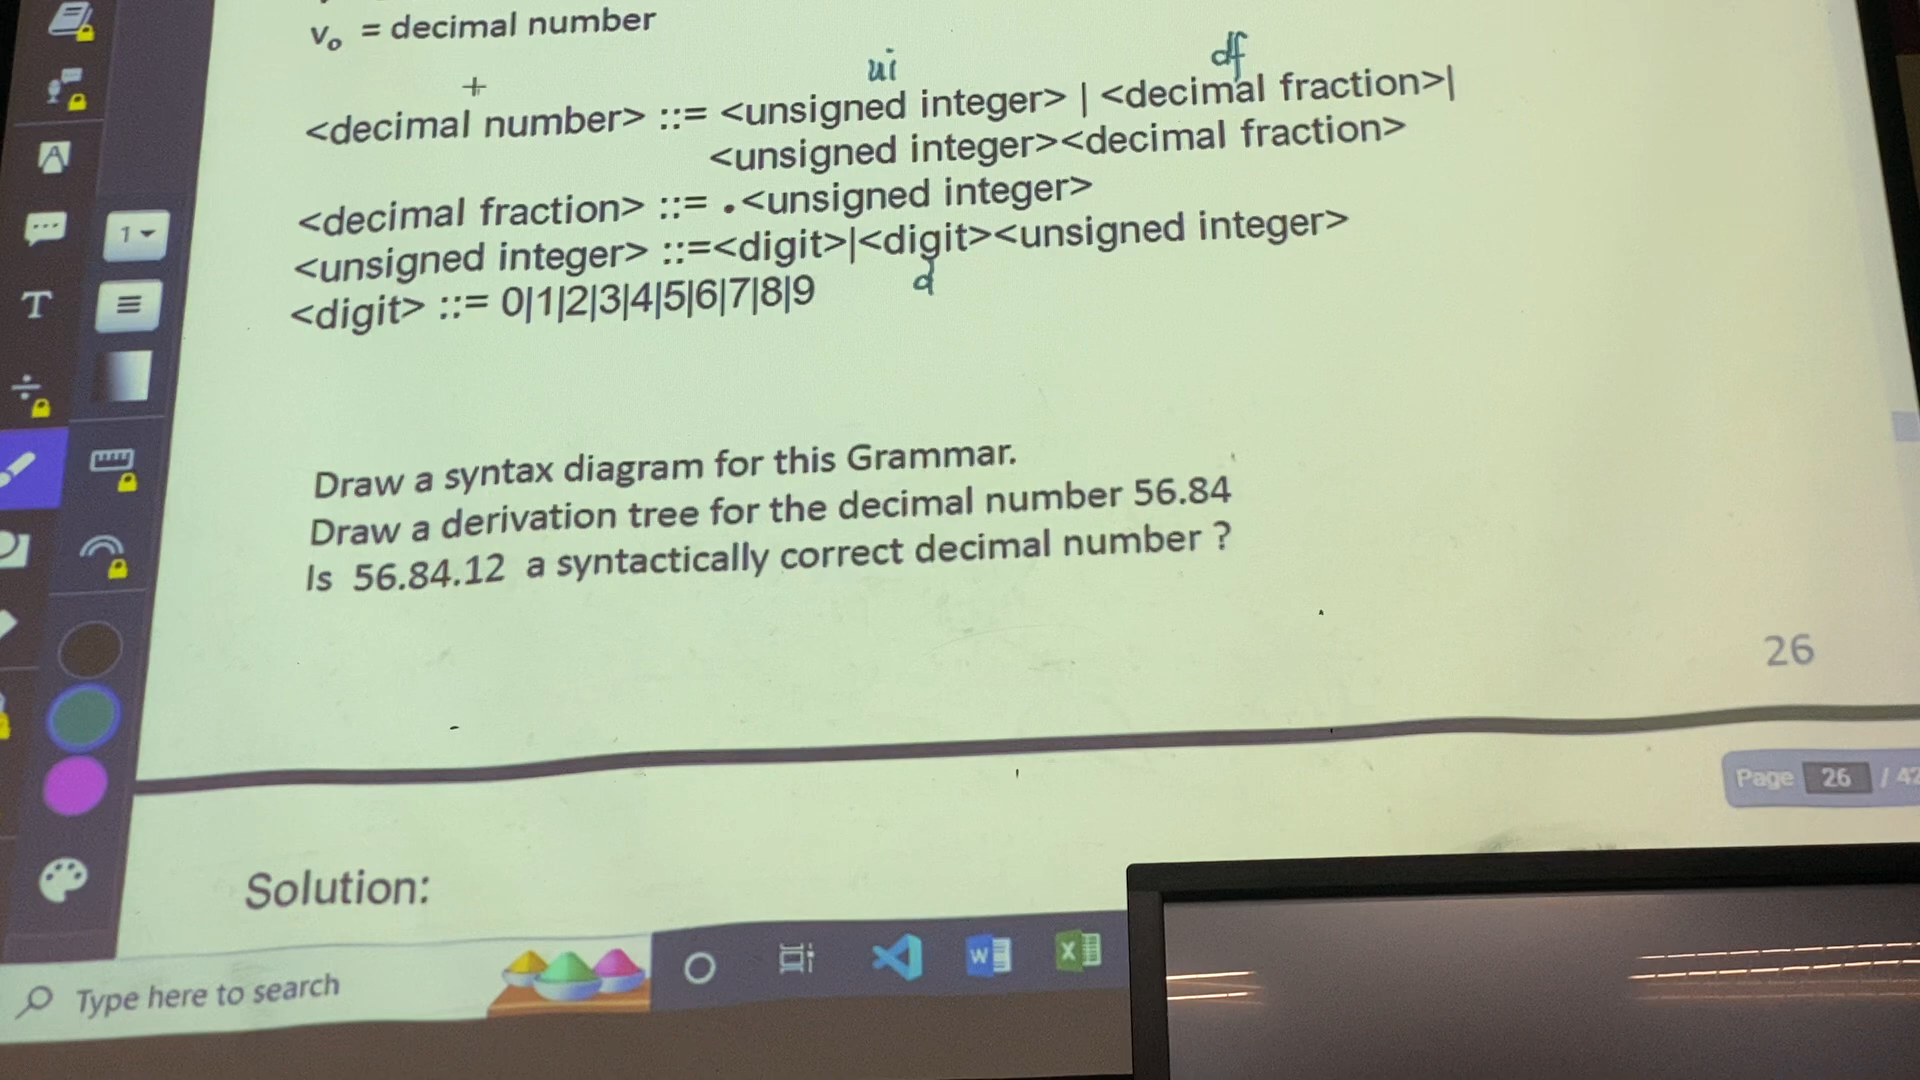 v₀ = decimal number
ui
df
<decimal number> ::= <unsigned integer> | <decimal fraction>|
<unsigned integer><decimal fraction>
<decimal fraction> ::= .<unsigned integer>
<unsigned integer> ::=<digit>|<digit><unsigned integer>
d
<digit> ::= 0|1|2|3|4|5|6|7|8|9
Draw a syntax diagram for this Grammar.
Draw a derivation tree for the decimal number 56.84
Is 56.84.12 a syntactically correct decimal number ?
26
Page 26 / 42
Solution:
Type here to search
1
T
A
W
X